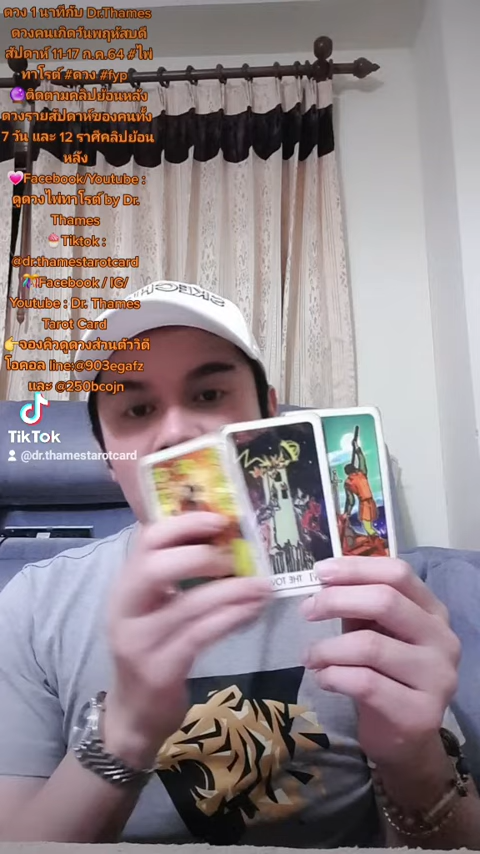 ดวง 1 นาทีกับ Dr.Thames
ดวงคนเกิดวันพฤหัสบดี
สัปดาห์ 11-17 ก.ค.64 #ไพ่
ทาโรต์ #ดวง #fyp
🔮ติดตามคลิปย้อนหลัง
ดวงรายสัปดาห์ของคนทั้ง
7 วัน และ 12 ราศีคลิปย้อน
หลัง
💖Facebook/Youtube :
ดูดวงไพ่ทาโรต์ by Dr.
Thames
🎂Tiktok :
@dr.thamestarotcard
🎊Facebook / IG/
Youtube : Dr. Thames
Tarot Card
👉จองคิวดูดวงส่วนตัววิดี
โอคอล line:@903egafz
และ @250bcojn
TikTok
@dr.thamestarotcard
SKECH
THE TO